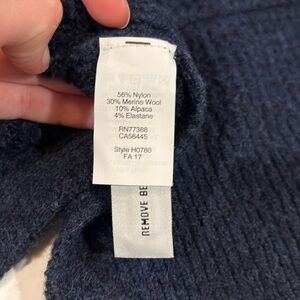 56% Nylon
30% Merino Wool
10% Alpaca
4% Elastane
RN77388
CA56445
Style H0780
FA 17
REMOVE BE